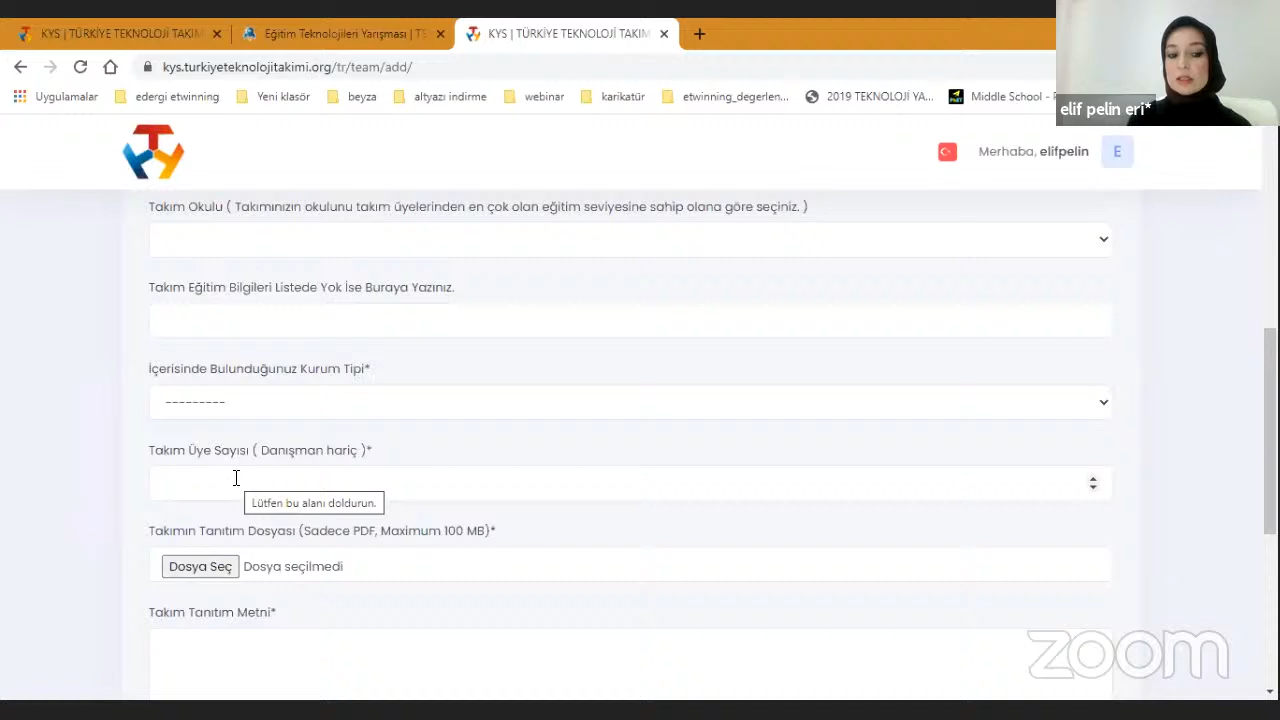 KYS | TÜRKİYE TEKNOLOJİ TAKIM
Eğitim Teknolojileri Yarışması | TE
KYS | TÜRKİYE TEKNOLOJİ TAKIM
kys.turkiyeteknolojitakimi.org/tr/team/add/
Uygulamalar
edergi etwinning
Yeni klasör
beyza
altyazı indirme
webinar
karikatür
etwinning_degerlen...
2019 TEKNOLOJİ YA...
Middle School - P
elif pelin eri*
Merhaba, elifpelin
E
Takım Okulu ( Takımınızın okulunu takım üyelerinden en çok olan eğitim seviyesine sahip olana göre seçiniz. )
Takım Eğitim Bilgileri Listede Yok İse Buraya Yazınız.
İçerisinde Bulunduğunuz Kurum Tipi*
---------
Takım Üye Sayısı ( Danışman hariç )*
Lütfen bu alanı doldurun.
Takımın Tanıtım Dosyası (Sadece PDF, Maximum 100 MB)*
Dosya Seç Dosya seçilmedi
Takım Tanıtım Metni*
zoom